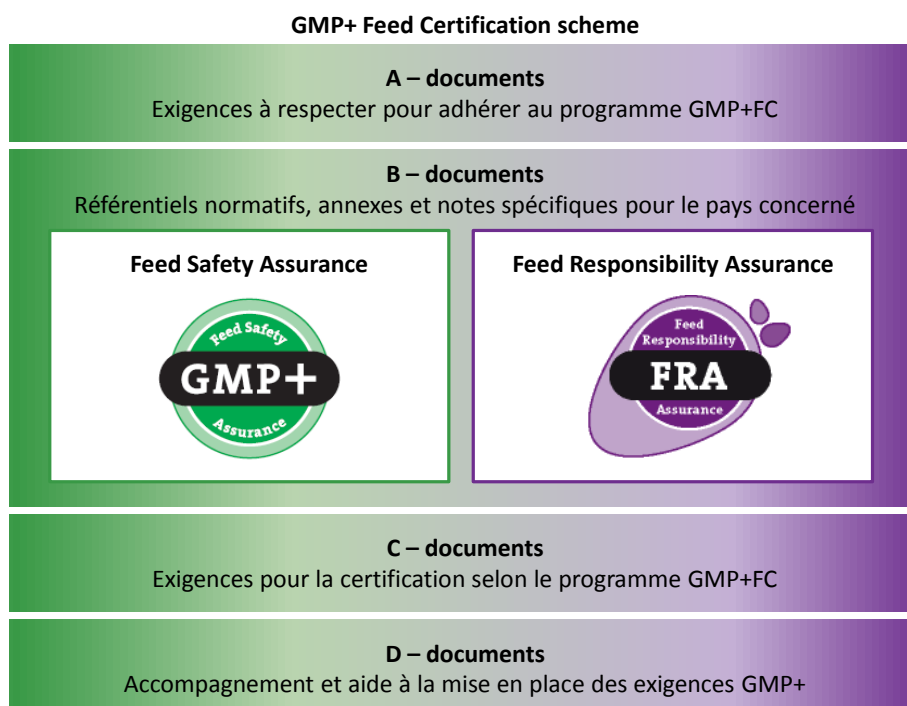 GMP+ Feed Certification scheme
A – documents
Exigences à respecter pour adhérer au programme GMP+FC
B – documents
Référentiels normatifs, annexes et notes spécifiques pour le pays concerné
Feed Safety Assurance
Feed Safety
GMP+
Assurance
Feed Responsibility Assurance
Feed
Responsibility
FRA
Assurance
C – documents
Exigences pour la certification selon le programme GMP+FC
D – documents
Accompagnement et aide à la mise en place des exigences GMP+